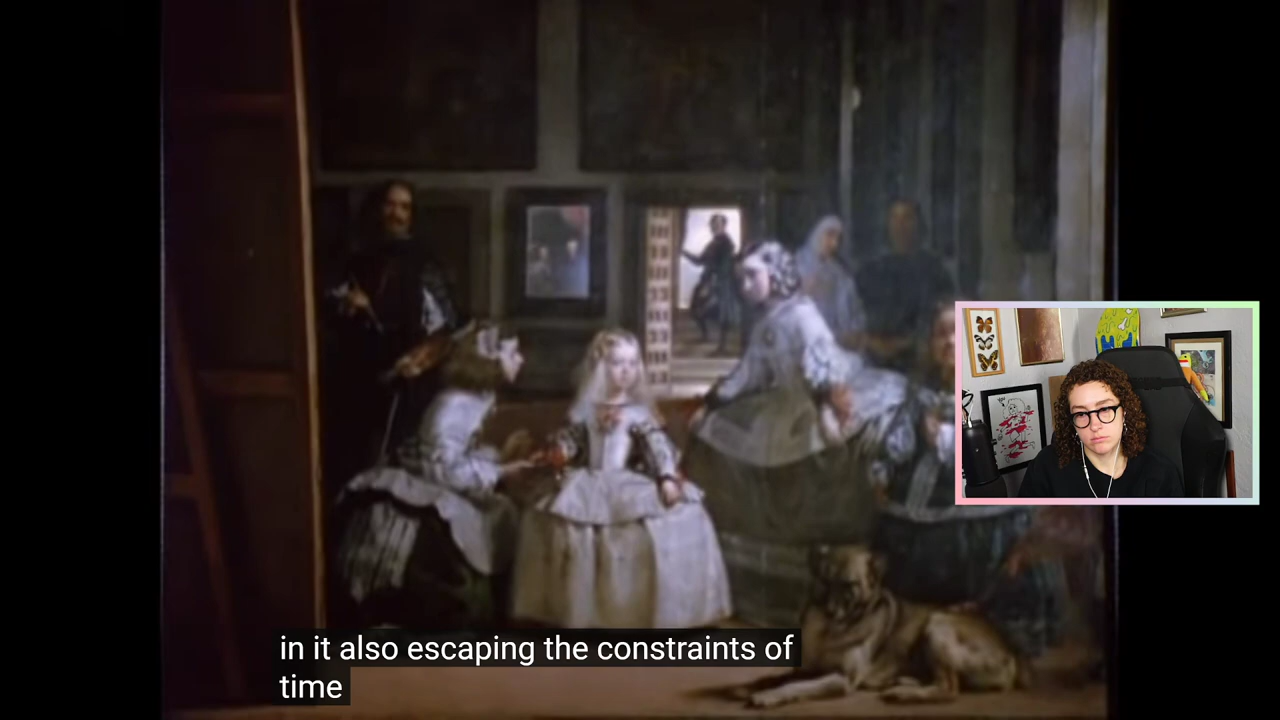 in it also escaping the constraints of
time